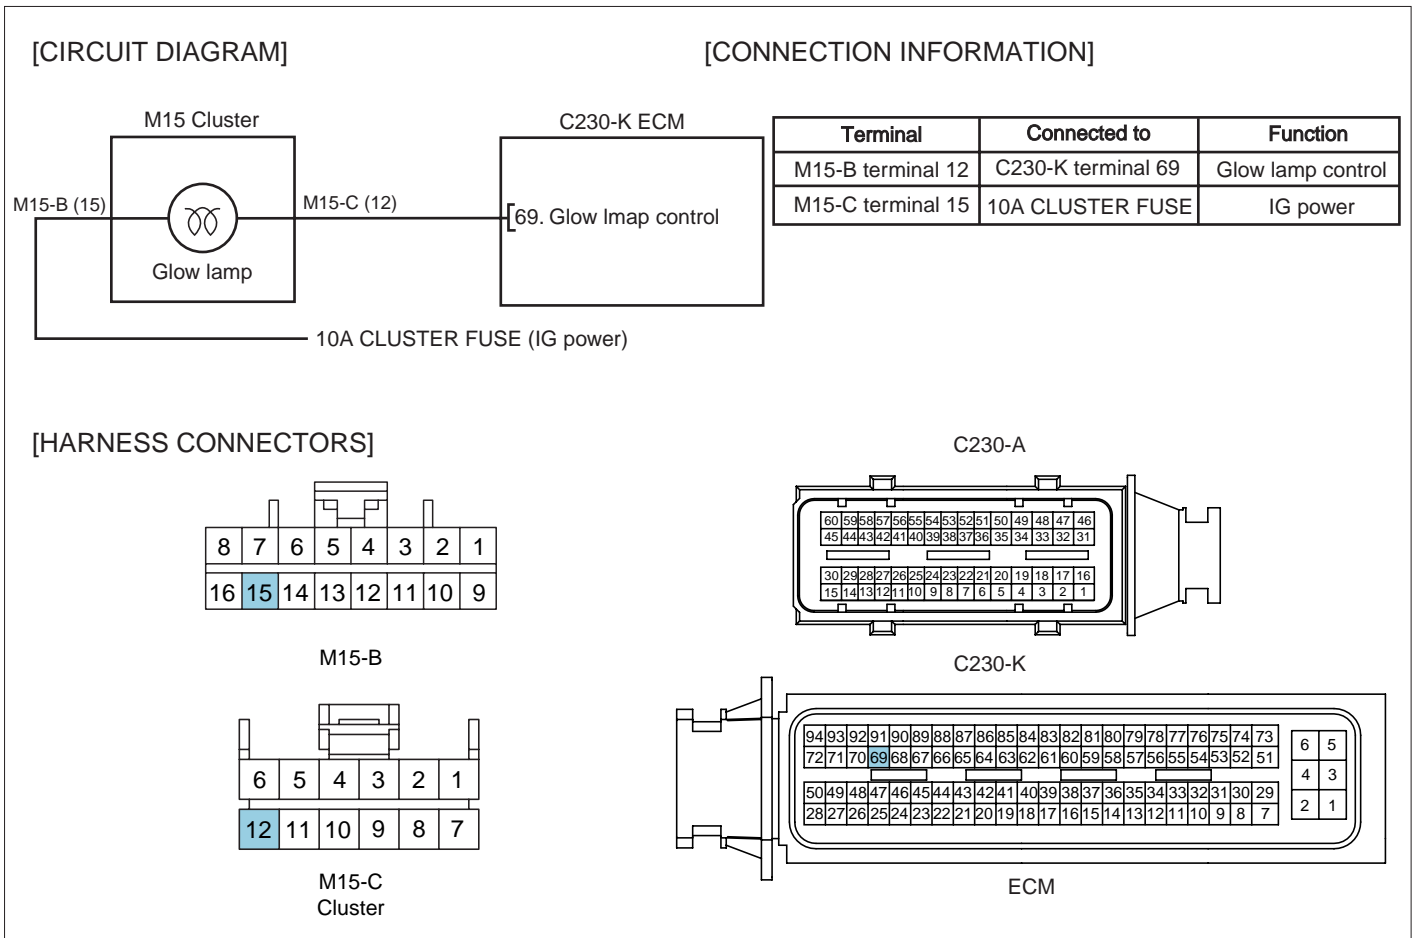 [CIRCUIT DIAGRAM]
[CONNECTION INFORMATION]
M15 Cluster
C230-K ECM
M15-B (15)
M15-C (12)
69. Glow lmap control
Glow lamp
10A CLUSTER FUSE (IG power)
Terminal Connected to Function
M15-B terminal 12 C230-K terminal 69 Glow lamp control
M15-C terminal 15 10A CLUSTER FUSE IG power
[HARNESS CONNECTORS]
8 7 6 5 4 3 2 1
16 15 14 13 12 11 10 9
M15-B
6 5 4 3 2 1
12 11 10 9 8 7
M15-C
Cluster
C230-A
60 59 58 57 56 55 54 53 52 51 50 49 48 47 46
45 44 43 42 41 40 39 38 37 36 35 34 33 32 31
30 29 28 27 26 25 24 23 22 21 20 19 18 17 16
15 14 13 12 11 10 9 8 7 6 5 4 3 2 1
C230-K
94 93 92 91 90 89 88 87 86 85 84 83 82 81 80 79 78 77 76 75 74 73
72 71 70 69 68 67 66 65 64 63 62 61 60 59 58 57 56 55 54 53 52 51
50 49 48 47 46 45 44 43 42 41 40 39 38 37 36 35 34 33 32 31 30 29
28 27 26 25 24 23 22 21 20 19 18 17 16 15 14 13 12 11 10 9 8 7
6 5
4 3
2 1
ECM